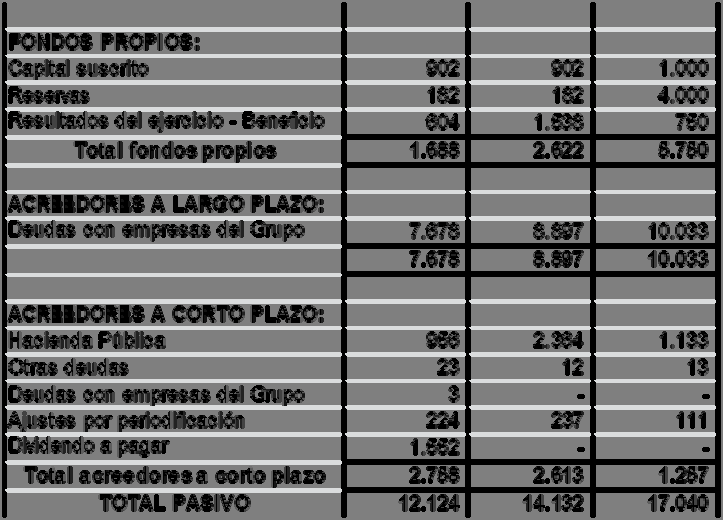 FONDOS PROPIOS:
Capital suscrito 902 902 1.000
Reservas 182 182 4.000
Resultados del ejercicio - Beneficio 604 1.538 750
Total fondos propios 1.688 2.622 5.750
ACREEDORES A LARGO PLAZO:
Deudas con empresas del Grupo 7.678 8.897 10.033
7.678 8.897 10.033
ACREEDORES A CORTO PLAZO:
Hacienda Pública 956 2.364 1.133
Otras deudas 23 12 13
Deudas con empresas del Grupo 3 - -
Ajustes por periodificación 224 237 111
Dividendo a pagar 1.552 - -
Total acreedores a corto plazo 2.758 2.613 1.257
TOTAL PASIVO 12.124 14.132 17.040